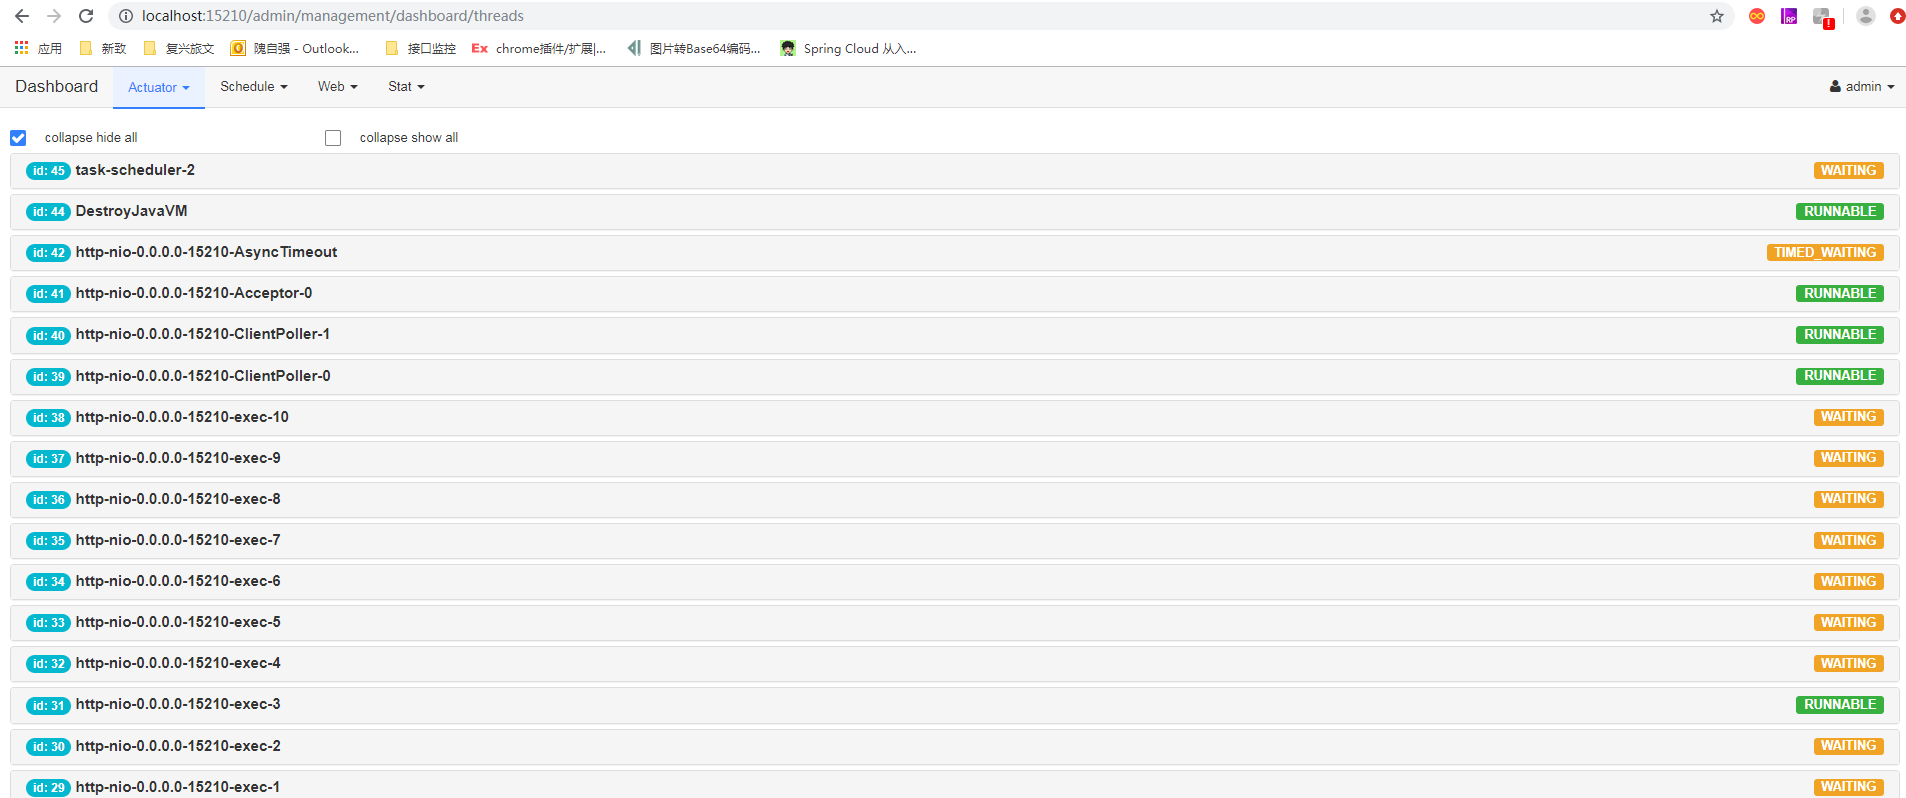 localhost:15210/admin/management/dashboard/threads
应用 新致 复兴旅文 隗自强 - Outlook... 接口监控 Ex chrome插件/扩展|... 图片转Base64编码... Spring Cloud 从入...
Dashboard Actuator Schedule Web Stat admin
collapse hide all collapse show all
id: 45 task-scheduler-2 WAITING
id: 44 DestroyJavaVM RUNNABLE
id: 42 http-nio-0.0.0.0-15210-AsyncTimeout TIMED_WAITING
id: 41 http-nio-0.0.0.0-15210-Acceptor-0 RUNNABLE
id: 40 http-nio-0.0.0.0-15210-ClientPoller-1 RUNNABLE
id: 39 http-nio-0.0.0.0-15210-ClientPoller-0 RUNNABLE
id: 38 http-nio-0.0.0.0-15210-exec-10 WAITING
id: 37 http-nio-0.0.0.0-15210-exec-9 WAITING
id: 36 http-nio-0.0.0.0-15210-exec-8 WAITING
id: 35 http-nio-0.0.0.0-15210-exec-7 WAITING
id: 34 http-nio-0.0.0.0-15210-exec-6 WAITING
id: 33 http-nio-0.0.0.0-15210-exec-5 WAITING
id: 32 http-nio-0.0.0.0-15210-exec-4 WAITING
id: 31 http-nio-0.0.0.0-15210-exec-3 RUNNABLE
id: 30 http-nio-0.0.0.0-15210-exec-2 WAITING
id: 29 http-nio-0.0.0.0-15210-exec-1 WAITING